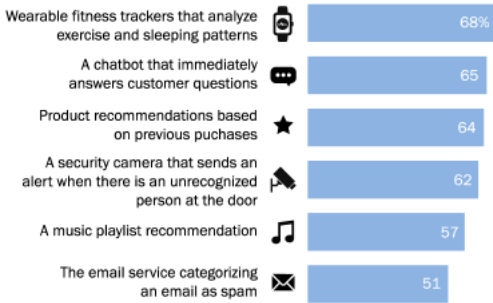 Wearable fitness trackers that analyze
exercise and sleeping patterns
68%
A chatbot that immediately
answers customer questions
65
Product recommendations based
on previous puchases
64
A security camera that sends an
alert when there is an unrecognized
person at the door
62
A music playlist recommendation
57
The email service categorizing
an email as spam
51